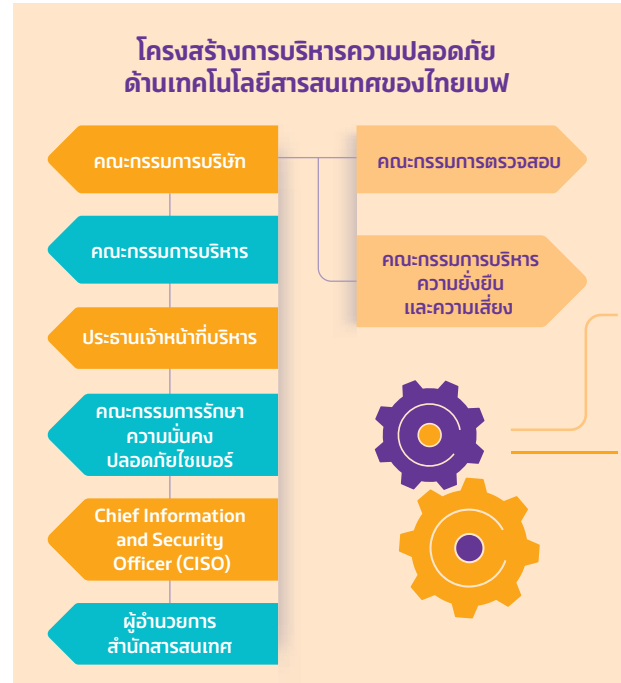 โครงสร้างการบริหารความปลอดภัย
ด้านเทคโนโลยีสารสนเทศของไทยเบฟ
คณะกรรมการบริษัท
คณะกรรมการตรวจสอบ
คณะกรรมการบริหาร
คณะกรรมการบริหาร
ความยั่งยืน
และความเสี่ยง
ประธานเจ้าหน้าที่บริหาร
คณะกรรมการรักษา
ความมั่นคง
ปลอดภัยไซเบอร์
Chief Information
and Security
Officer (CISO)
ผู้อำนวยการ
สำนักสารสนเทศ